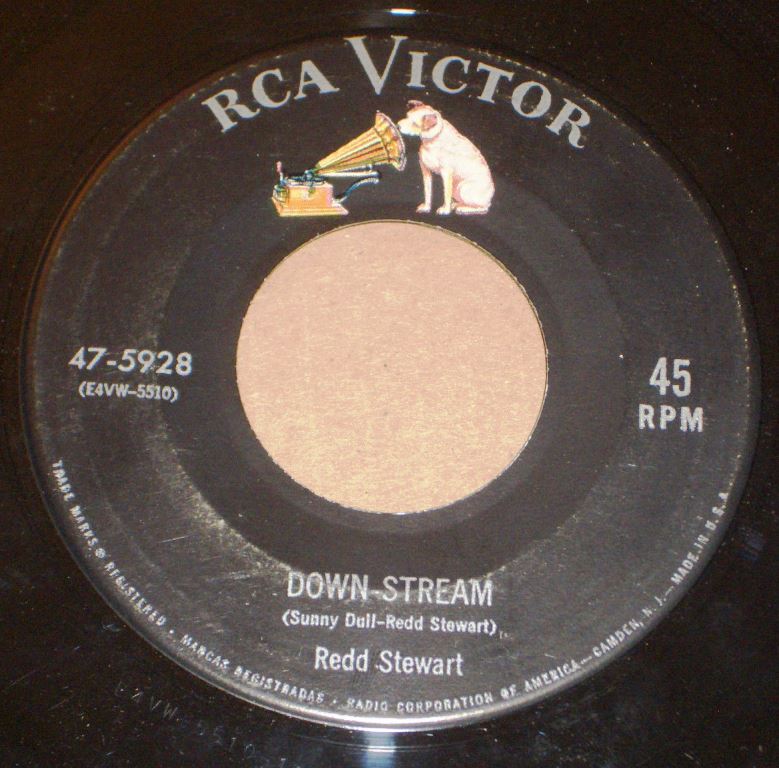 RCA VICTOR
47-5928
(E4VW-5510)
45
RPM
DOWN-STREAM
(Sunny Dull-Redd Stewart)
Redd Stewart
TRADE MARKS ® REGISTERED • MARCAS REGISTRADAS • RADIO CORPORATION OF AMERICA—CAMDEN, N. J.—MADE IN U.S.A.